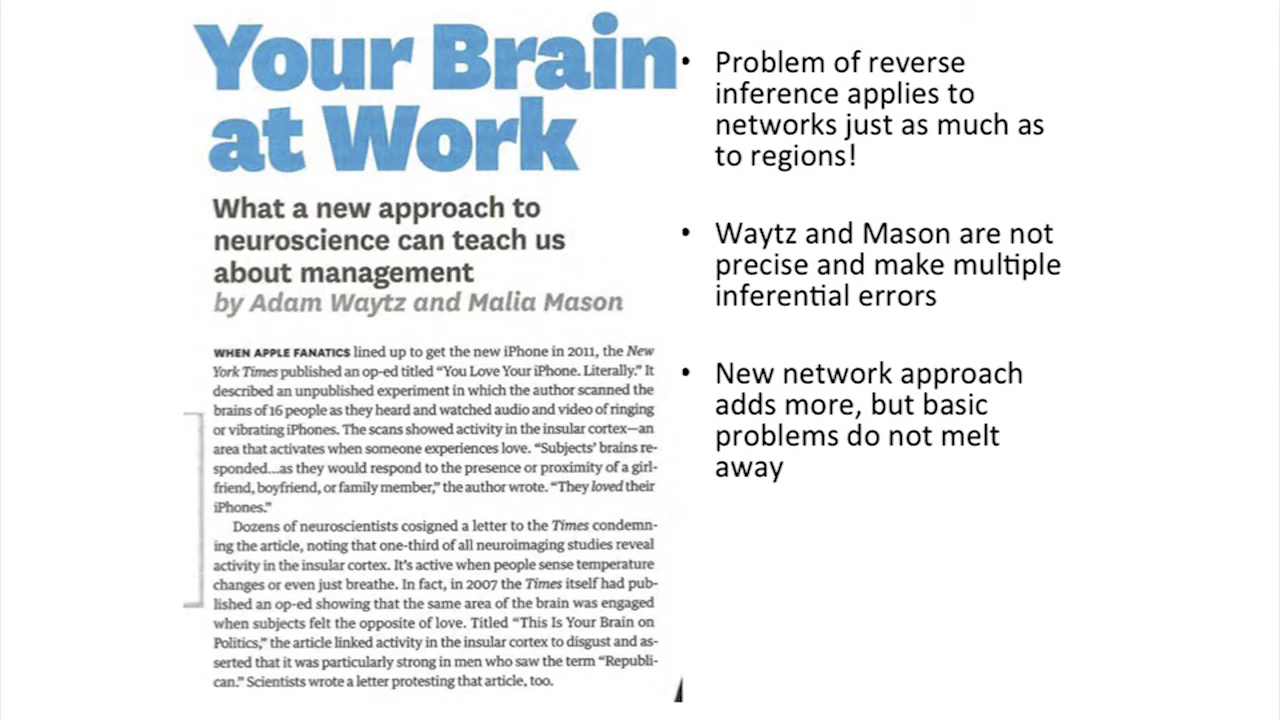 Your Brain
at Work
What a new approach to
neuroscience can teach us
about management
by Adam Waytz and Malia Mason
WHEN APPLE FANATICS lined up to get the new iPhone in 2011, the New
York Times published an op-ed titled “You Love Your iPhone. Literally.” It
described an unpublished experiment in which the author scanned the
brains of 16 people as they heard and watched audio and video of ringing
or vibrating iPhones. The scans showed activity in the insular cortex—an
area that activates when someone experiences love. “Subjects’ brains re-
sponded...as they would respond to the presence or proximity of a girl-
friend, boyfriend, or family member,” the author wrote. “They loved their
iPhones.”
Dozens of neuroscientists cosigned a letter to the Times condemn-
ing the article, noting that one-third of all neuroimaging studies reveal
activity in the insular cortex. It’s active when people sense temperature
changes or even just breathe. In fact, in 2007 the Times itself had pub-
lished an op-ed showing that the same area of the brain was engaged
when subjects felt the opposite of love. Titled “This Is Your Brain on
Politics,” the article linked activity in the insular cortex to disgust and as-
serted that it was particularly strong in men who saw the term “Republi-
can.” Scientists wrote a letter protesting that article, too.
• Problem of reverse
inference applies to
networks just as much as
to regions!
• Waytz and Mason are not
precise and make multiple
inferential errors
• New network approach
adds more, but basic
problems do not melt
away